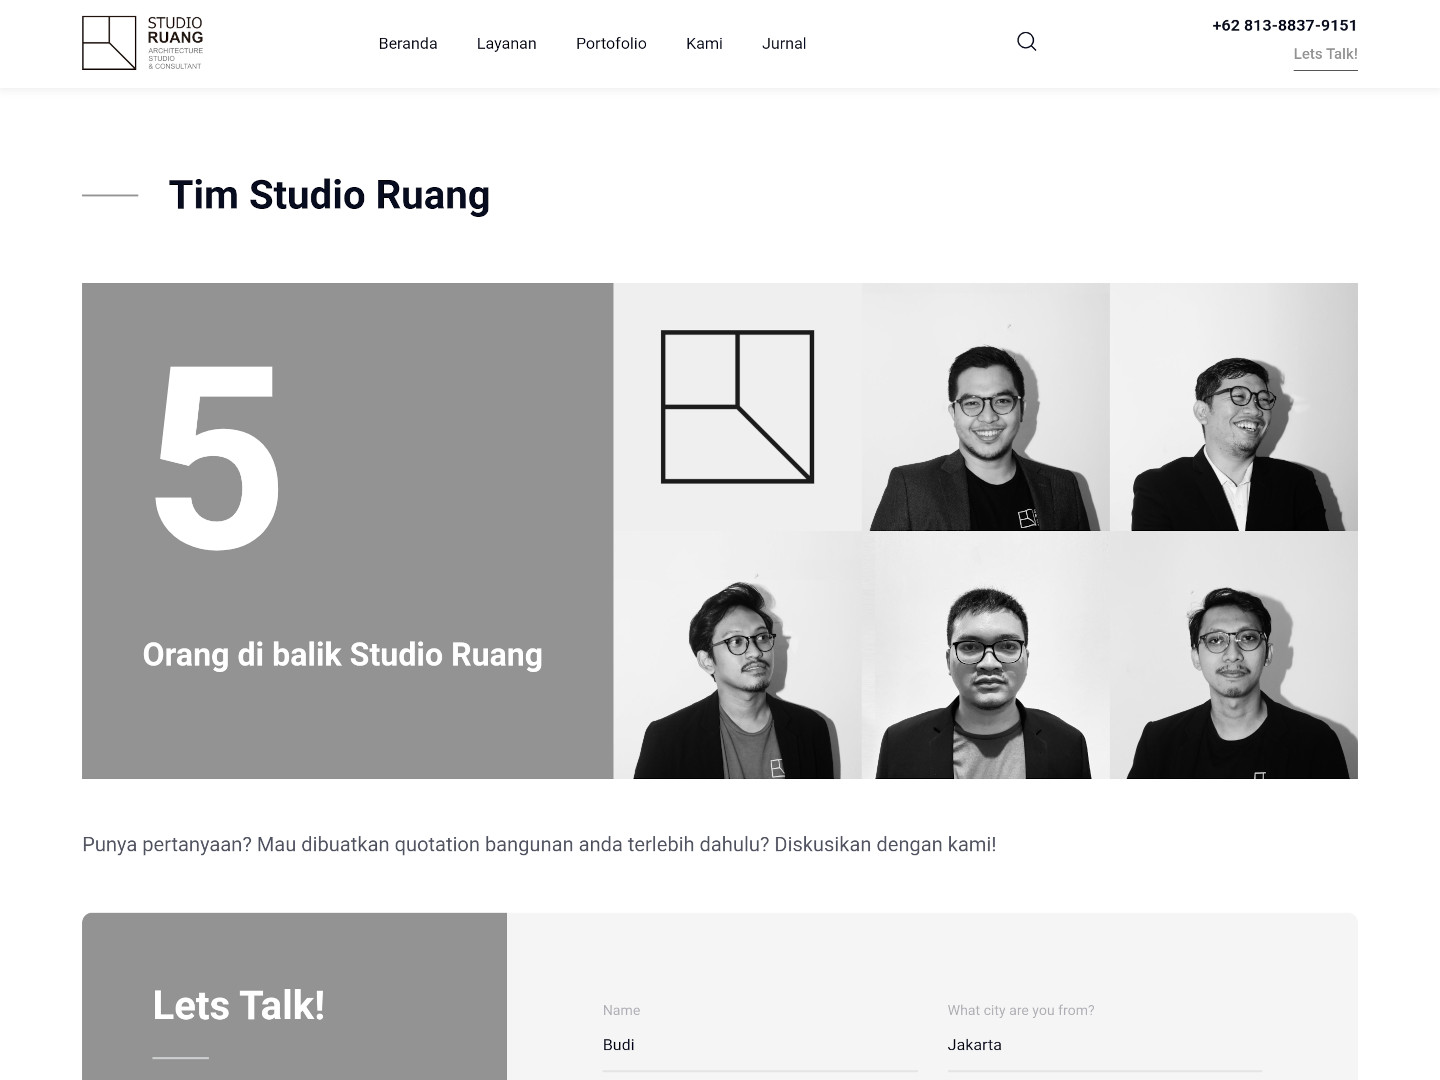 STUDIO
RUANG
ARCHITECTURE
STUDIO
& CONSULTANT
Beranda
Layanan
Portofolio
Kami
Jurnal
+62 813-8837-9151
Lets Talk!
Tim Studio Ruang
5
Orang di balik Studio Ruang
Punya pertanyaan? Mau dibuatkan quotation bangunan anda terlebih dahulu? Diskusikan dengan kami!
Lets Talk!
Name
Budi
What city are you from?
Jakarta